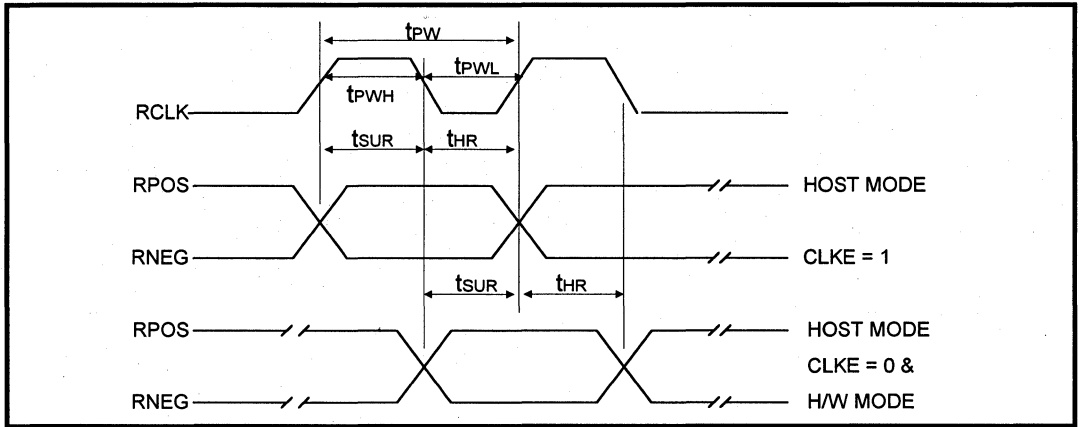 tPW
tPWL
tPWH
RCLK
tSUR tHR
RPOS HOST MODE
RNEG CLKE = 1
tSUR tHR
RPOS HOST MODE
CLKE = 0 &
RNEG H/W MODE